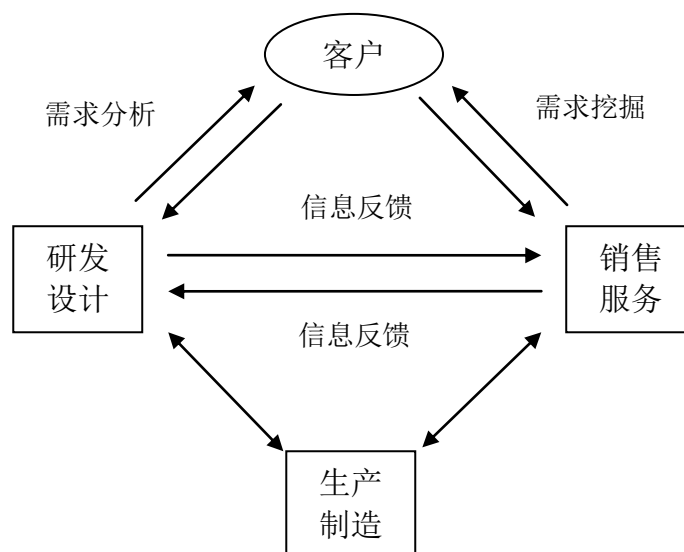 客户
需求分析
需求挖掘
信息反馈
研发
设计
销售
服务
信息反馈
生产
制造